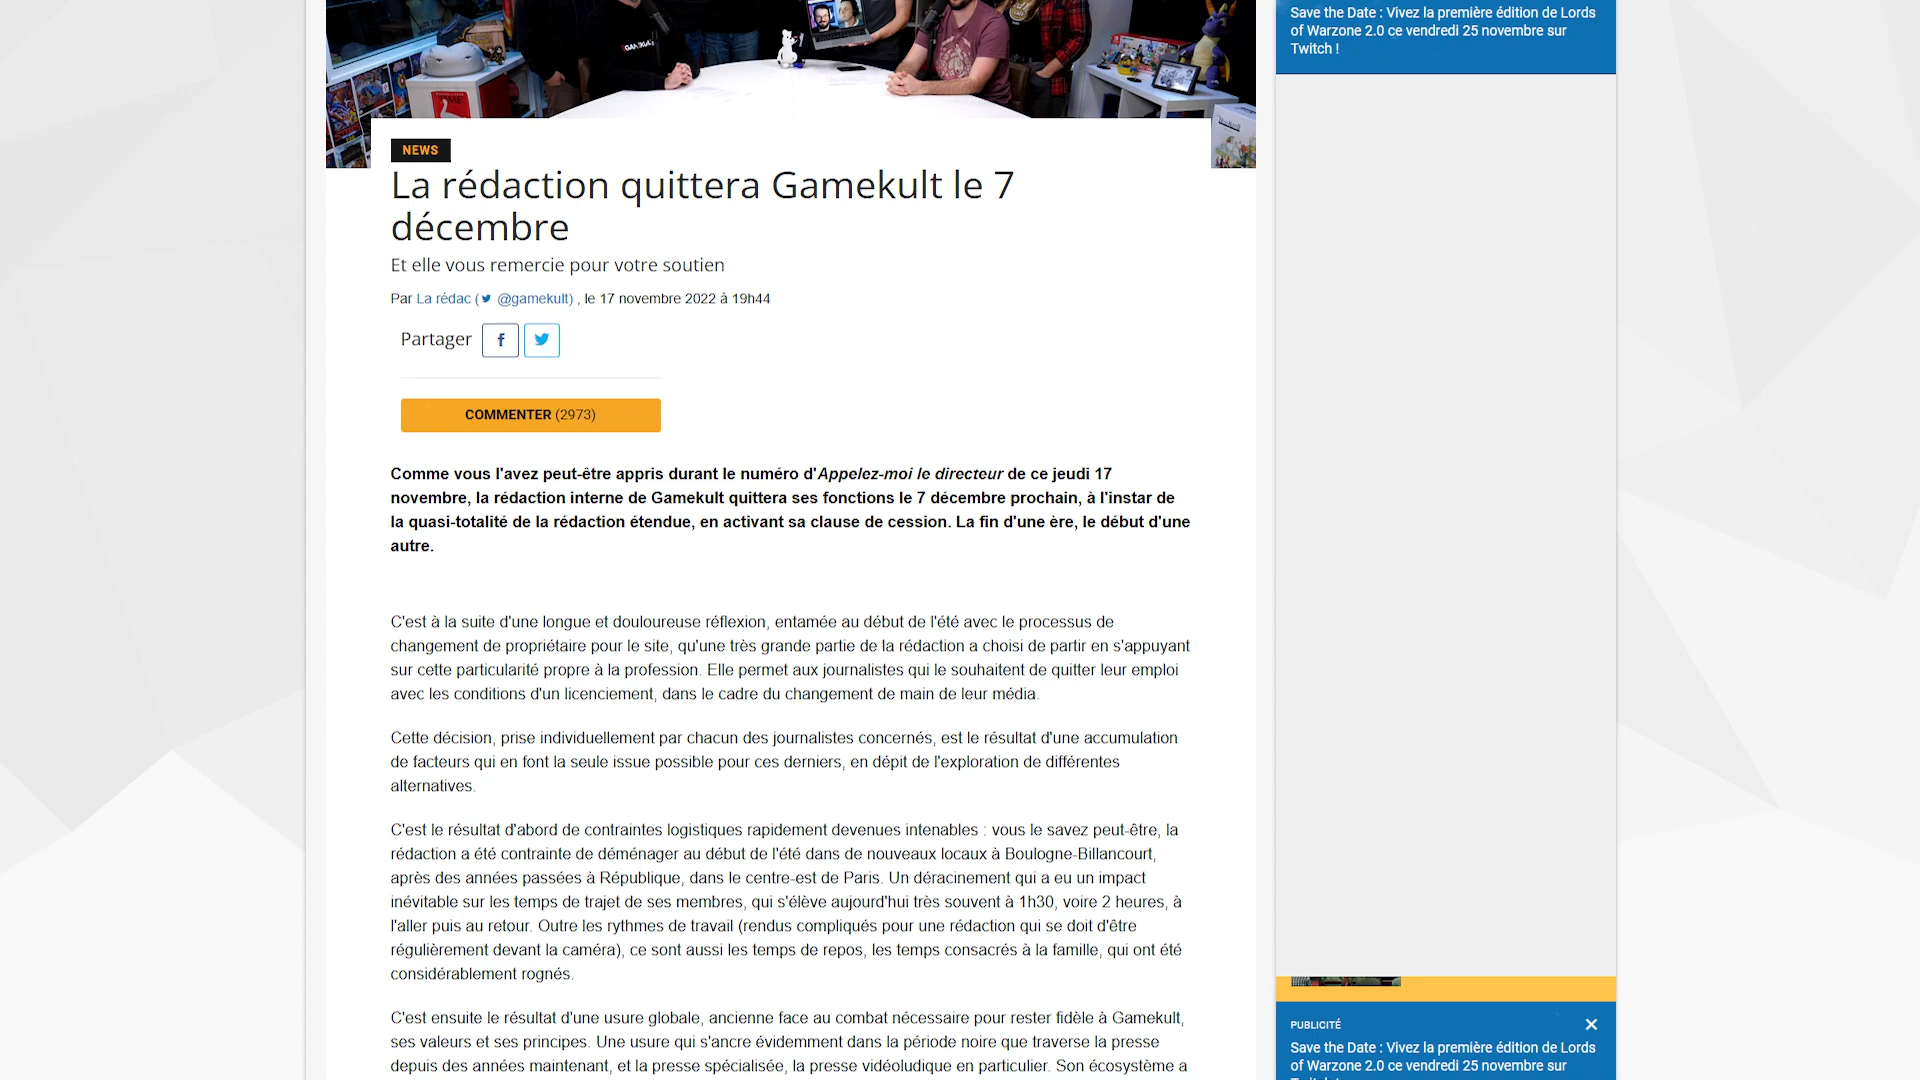 GAMEKULT
Save the Date : Vivez la première édition de Lords
of Warzone 2.0 ce vendredi 25 novembre sur
Twitch !
NEWS
La rédaction quittera Gamekult le 7
décembre
Et elle vous remercie pour votre soutien
Par La rédac ( @gamekult) , le 17 novembre 2022 à 19h44
Partager
COMMENTER (2973)
Comme vous l'avez peut-être appris durant le numéro d'Appelez-moi le directeur de ce jeudi 17
novembre, la rédaction interne de Gamekult quittera ses fonctions le 7 décembre prochain, à l'instar de
la quasi-totalité de la rédaction étendue, en activant sa clause de cession. La fin d'une ère, le début d'une
autre.
C'est à la suite d'une longue et douloureuse réflexion, entamée au début de l'été avec le processus de
changement de propriétaire pour le site, qu'une très grande partie de la rédaction a choisi de partir en s'appuyant
sur cette particularité propre à la profession. Elle permet aux journalistes qui le souhaitent de quitter leur emploi
avec les conditions d'un licenciement, dans le cadre du changement de main de leur média.
Cette décision, prise individuellement par chacun des journalistes concernés, est le résultat d'une accumulation
de facteurs qui en font la seule issue possible pour ces derniers, en dépit de l'exploration de différentes
alternatives.
C'est le résultat d'abord de contraintes logistiques rapidement devenues intenables : vous le savez peut-être, la
rédaction a été contrainte de déménager au début de l'été dans de nouveaux locaux à Boulogne-Billancourt,
après des années passées à République, dans le centre-est de Paris. Un déracinement qui a eu un impact
inévitable sur les temps de trajet de ses membres, qui s'élève aujourd'hui très souvent à 1h30, voire 2 heures, à
l'aller puis au retour. Outre les rythmes de travail (rendus compliqués pour une rédaction qui se doit d'être
régulièrement devant la caméra), ce sont aussi les temps de repos, les temps consacrés à la famille, qui ont été
considérablement rognés.
C'est ensuite le résultat d'une usure globale, ancienne face au combat nécessaire pour rester fidèle à Gamekult,
ses valeurs et ses principes. Une usure qui s'ancre évidemment dans la période noire que traverse la presse
depuis des années maintenant, et la presse spécialisée, la presse vidéoludique en particulier. Son écosystème a
PUBLICITÉ
Save the Date : Vivez la première édition de Lords
of Warzone 2.0 ce vendredi 25 novembre sur